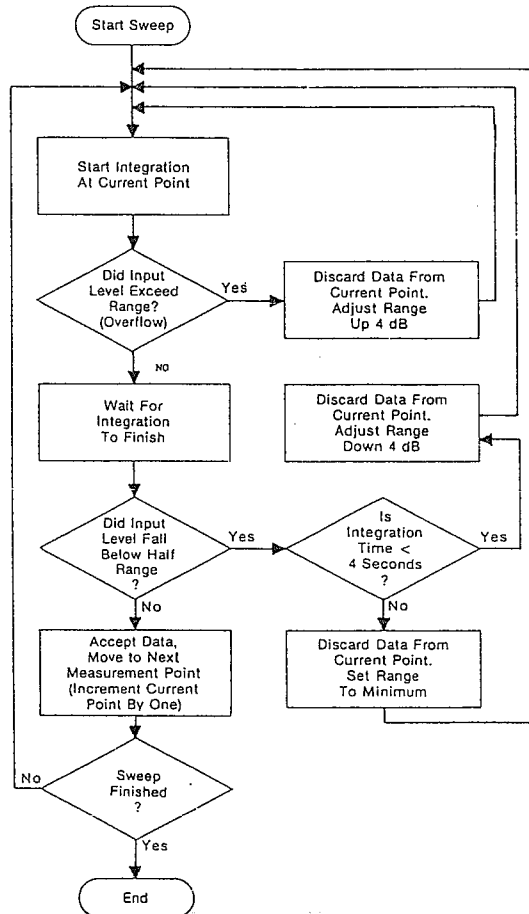 Start Sweep
Start Integration
At Current Point
Did Input
Level Exceed
Range?
(Overflow)
Yes
Discard Data From
Current Point.
Adjust Range
Up 4 dB
NO
Wait For
Integration
To Finish
Discard Data From
Current Point.
Adjust Range
Down 4 dB
Did Input
Level Fall
Below Half
Range
?
Yes
Is
Integration
Time <
4 Seconds
?
Yes
No
No
Accept Data,
Move to Next
Measurement Point
(Increment Current
Point By One)
Discard Data From
Current Point.
Set Range
To Minimum
No
Sweep
Finished
?
Yes
End